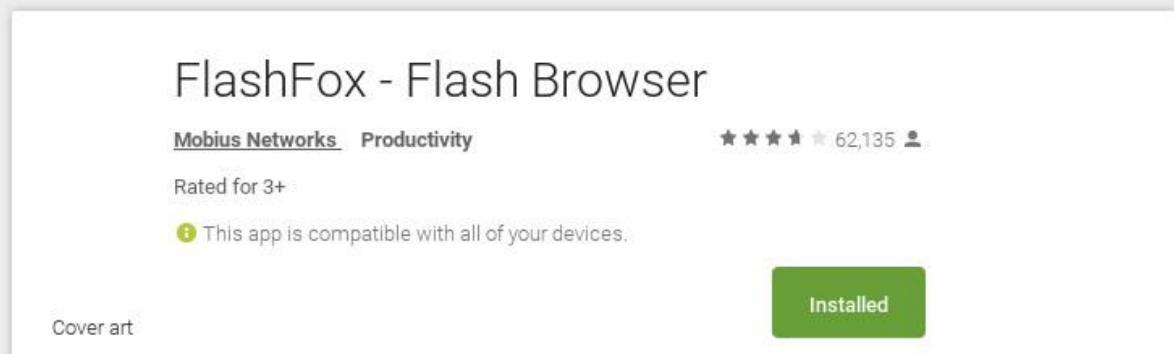 FlashFox - Flash Browser
Mobius Networks Productivity 62,135
Rated for 3+
This app is compatible with all of your devices.
Installed
Cover art